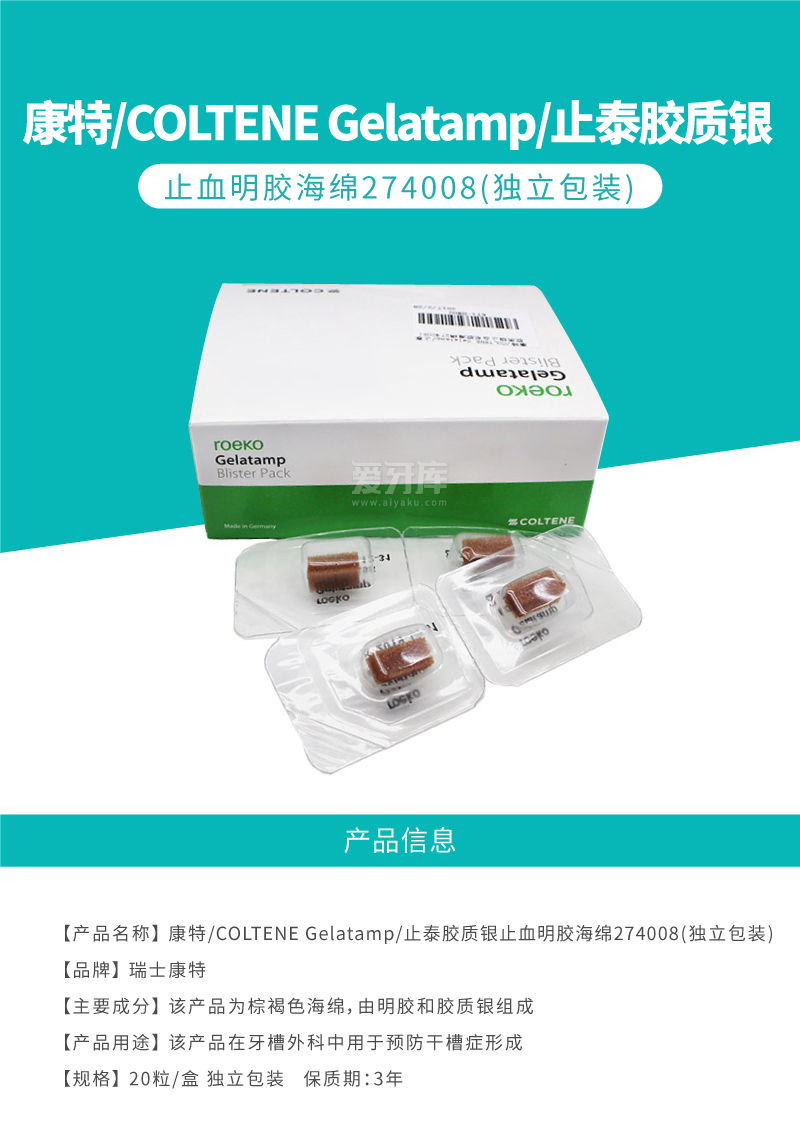 康特/COLTENE Gelatamp/止泰胶质银
止血明胶海绵274008(独立包装)
COLTENE
Gelatamp
Blister Pack
roeko
roeko
Gelatamp
Blister Pack
爱牙库
www.aiyaku.com
Made in Germany
COLTENE
roeko
roeko
Gelatamp
roeko
产品信息
【产品名称】康特/COLTENE Gelatamp/止泰胶质银止血明胶海绵274008(独立包装)
【品牌】瑞士康特
【主要成分】该产品为棕褐色海绵,由明胶和胶质银组成
【产品用途】该产品在牙槽外科中用于预防干槽症形成
【规格】20粒/盒 独立包装 保质期:3年